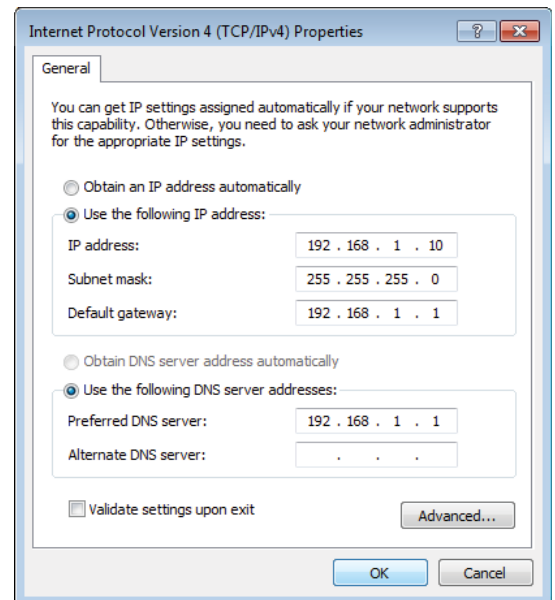 Internet Protocol Version 4 (TCP/IPv4) Properties
General
You can get IP settings assigned automatically if your network supports
this capability. Otherwise, you need to ask your network administrator
for the appropriate IP settings.
Obtain an IP address automatically
Use the following IP address:
IP address: 192 . 168 . 1 . 10
Subnet mask: 255 . 255 . 255 . 0
Default gateway: 192 . 168 . 1 . 1
Obtain DNS server address automatically
Use the following DNS server addresses:
Preferred DNS server: 192 . 168 . 1 . 1
Alternate DNS server: . . .
Validate settings upon exit
Advanced...
OK Cancel